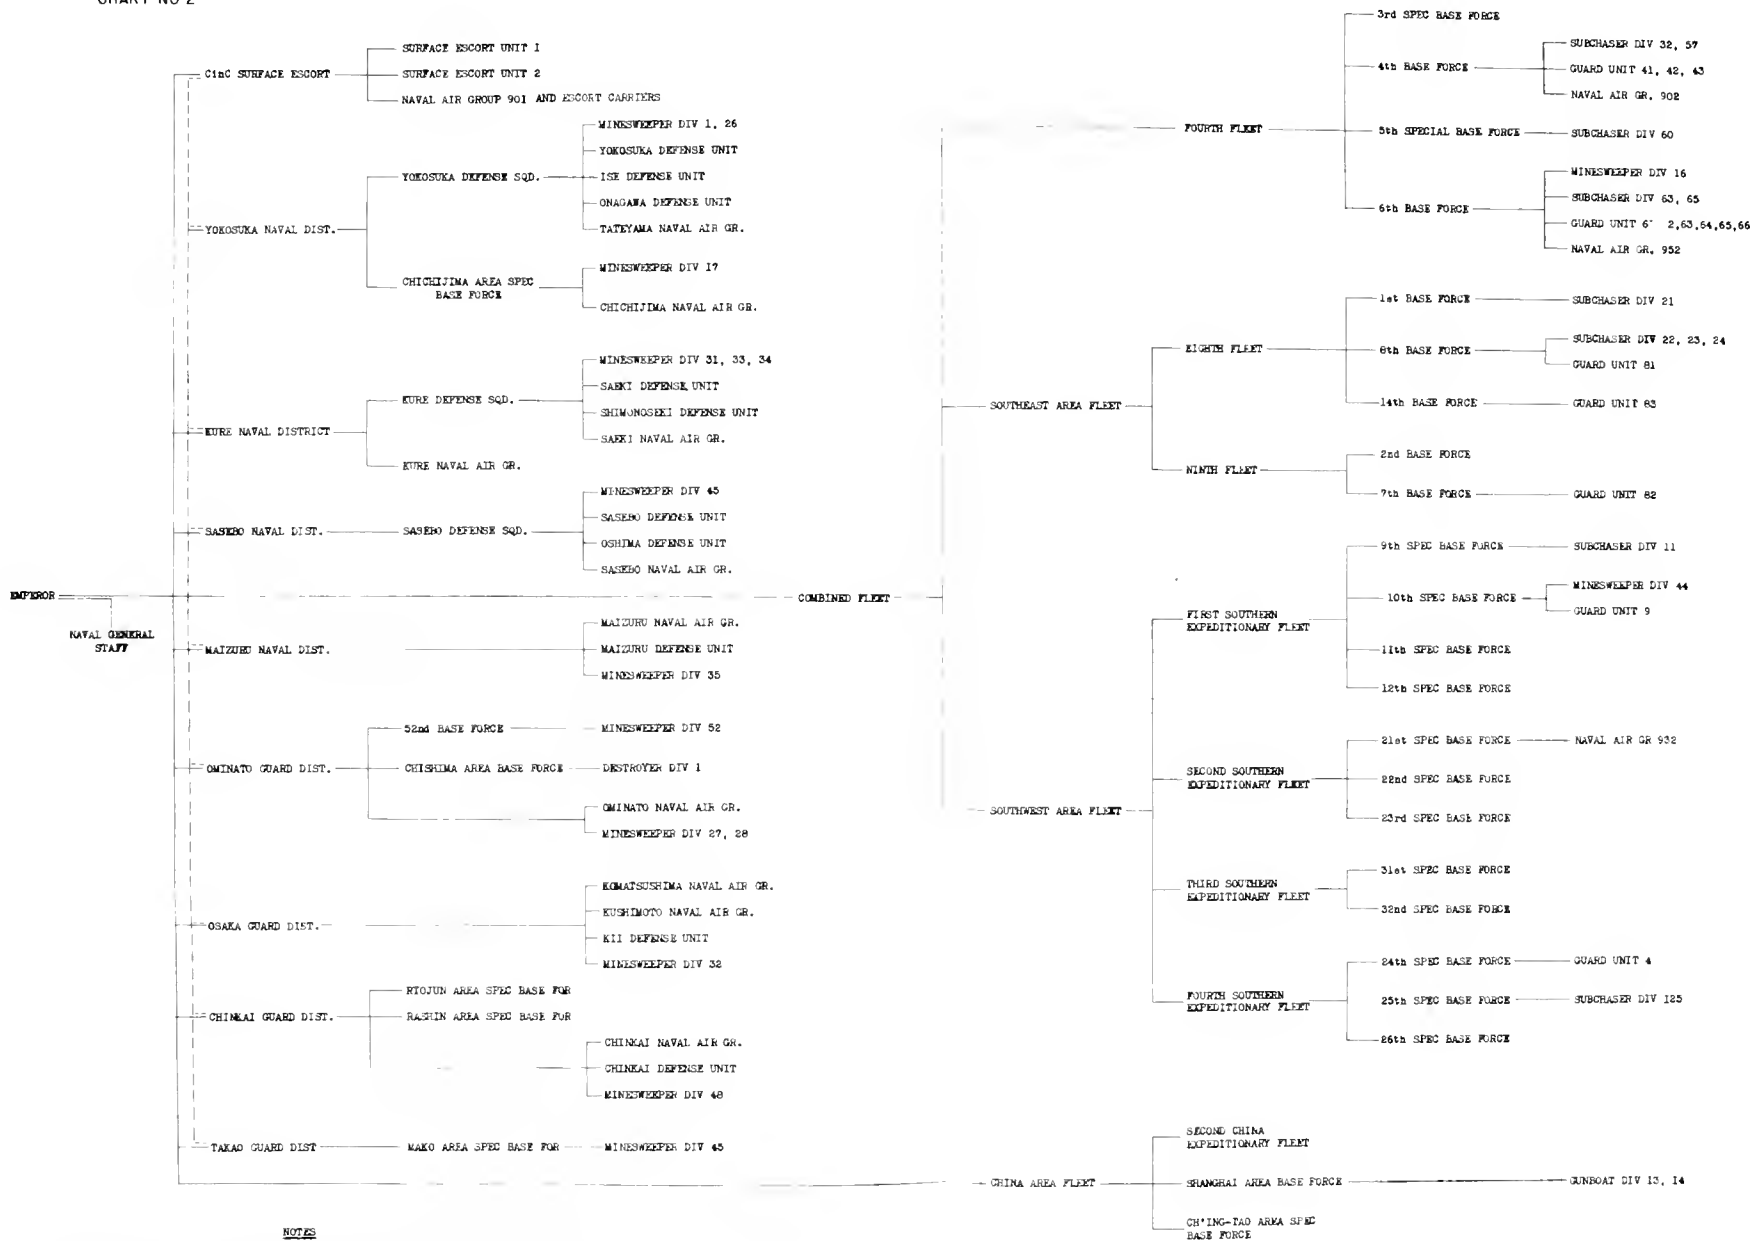 CHART NO 2
EMPEROR
NAVAL GENERAL
STAFF
CinC SURFACE ESCORT
SURFACE ESCORT UNIT 1
SURFACE ESCORT UNIT 2
NAVAL AIR GROUP 901 AND ESCORT CARRIERS
YOKOSUKA NAVAL DIST.
YOKOSUKA DEFENSE SQD.
MINESWEEPER DIV 1, 26
YOKOSUKA DEFENSE UNIT
ISE DEFENSE UNIT
ONAGAWA DEFENSE UNIT
TATEYAMA NAVAL AIR GR.
CHICHIJIMA AREA SPEC
BASE FORCE
MINESWEEPER DIV 17
CHICHIJIMA NAVAL AIR GR.
KURE NAVAL DISTRICT
KURE DEFENSE SQD.
MINESWEEPER DIV 31, 33, 34
SAEKI DEFENSE UNIT
SHIMONOSEKI DEFENSE UNIT
SAEKI NAVAL AIR GR.
KURE NAVAL AIR GR.
SASEBO NAVAL DIST.
SASEBO DEFENSE SQD.
MINESWEEPER DIV 45
SASEBO DEFENSE UNIT
OSHIMA DEFENSE UNIT
SASEBO NAVAL AIR GR.
MAIZURU NAVAL DIST.
MAIZURU NAVAL AIR GR.
MAIZURU DEFENSE UNIT
MINESWEEPER DIV 35
OMINATO GUARD DIST.
52nd BASE FORCE
MINESWEEPER DIV 52
CHISHIMA AREA BASE FORCE
DESTROYER DIV 1
OMINATO NAVAL AIR GR.
MINESWEEPER DIV 27, 28
OSAKA GUARD DIST.
KOMATSUSHIMA NAVAL AIR GR.
KUSHIMOTO NAVAL AIR GR.
KII DEFENSE UNIT
MINESWEEPER DIV 32
CHINKAI GUARD DIST.
RYOJUN AREA SPEC BASE FOR
RASHIN AREA SPEC BASE FOR
CHINKAI NAVAL AIR GR.
CHINKAI DEFENSE UNIT
MINESWEEPER DIV 48
TAKAO GUARD DIST
MAKO AREA SPEC BASE FOR
MINESWEEPER DIV 45
COMBINED FLEET
FOURTH FLEET
3rd SPEC BASE FORCE
4th BASE FORCE
SUBCHASER DIV 32, 57
GUARD UNIT 41, 42, 43
NAVAL AIR GR. 902
5th SPECIAL BASE FORCE
SUBCHASER DIV 60
6th BASE FORCE
MINESWEEPER DIV 16
SUBCHASER DIV 63, 65
GUARD UNIT 6 2,63,64,65,66
NAVAL AIR GR. 952
SOUTHEAST AREA FLEET
EIGHTH FLEET
1st BASE FORCE
SUBCHASER DIV 21
8th BASE FORCE
SUBCHASER DIV 22, 23, 24
GUARD UNIT 81
14th BASE FORCE
GUARD UNIT 83
NINTH FLEET
2nd BASE FORCE
7th BASE FORCE
GUARD UNIT 82
SOUTHWEST AREA FLEET
FIRST SOUTHERN
EXPEDITIONARY FLEET
9th SPEC BASE FORCE
SUBCHASER DIV 11
10th SPEC BASE FORCE
MINESWEEPER DIV 44
GUARD UNIT 9
11th SPEC BASE FORCE
12th SPEC BASE FORCE
SECOND SOUTHERN
EXPEDITIONARY FLEET
21st SPEC BASE FORCE
NAVAL AIR GR 932
22nd SPEC BASE FORCE
23rd SPEC BASE FORCE
THIRD SOUTHERN
EXPEDITIONARY FLEET
31st SPEC BASE FORCE
32nd SPEC BASE FORCE
FOURTH SOUTHERN
EXPEDITIONARY FLEET
24th SPEC BASE FORCE
GUARD UNIT 4
25th SPEC BASE FORCE
SUBCHASER DIV 125
26th SPEC BASE FORCE
CHINA AREA FLEET
SECOND CHINA
EXPEDITIONARY FLEET
SHANGHAI AREA BASE FORCE
GUNBOAT DIV 13, 14
CH'ING-TAO AREA SPEC
BASE FORCE
NOTES